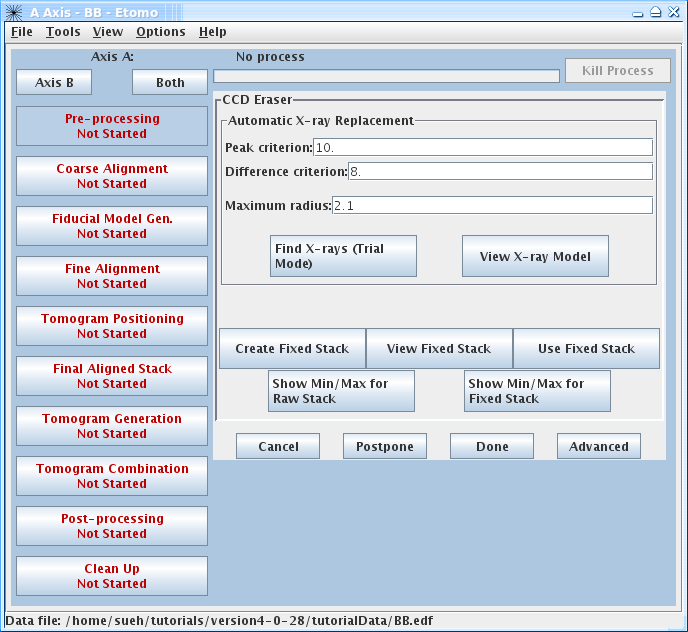 A Axis - BB - Etomo
File Tools View Options Help
Axis A: No process
Axis B Both Kill Process
Pre-processing
Not Started
Coarse Alignment
Not Started
Fiducial Model Gen.
Not Started
Fine Alignment
Not Started
Tomogram Positioning
Not Started
Final Aligned Stack
Not Started
Tomogram Generation
Not Started
Tomogram Combination
Not Started
Post-processing
Not Started
Clean Up
Not Started
CCD Eraser
Automatic X-ray Replacement
Peak criterion: 10.
Difference criterion: 8.
Maximum radius: 2.1
Find X-rays (Trial
Mode)
View X-ray Model
Create Fixed Stack View Fixed Stack Use Fixed Stack
Show Min/Max for
Raw Stack
Show Min/Max for
Fixed Stack
Cancel Postpone Done Advanced
Data file: /home/sueh/tutorials/version4-0-28/tutorialData/BB.edf